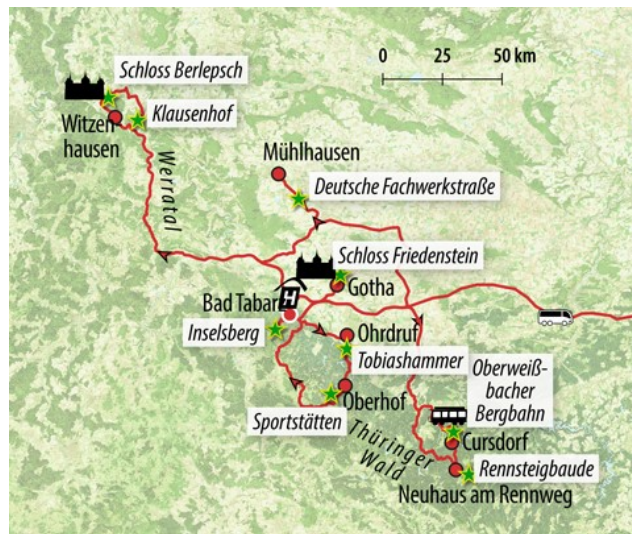 0 25 50 km
Schloss Berlepsch
Klausenhof
Witzen
hausen
Werratal
Mühlhausen
Deutsche Fachwerkstraße
Schloss Friedenstein
H
Gotha
Bad Tabar
Inselsberg
Ohrdruf
Tobiashammer
Oberweiß-
bacher
Bergbahn
Oberhof
Sportstätten
Thüringer
Wald
Cursdorf
Rennsteigbaude
Neuhaus am Rennweg